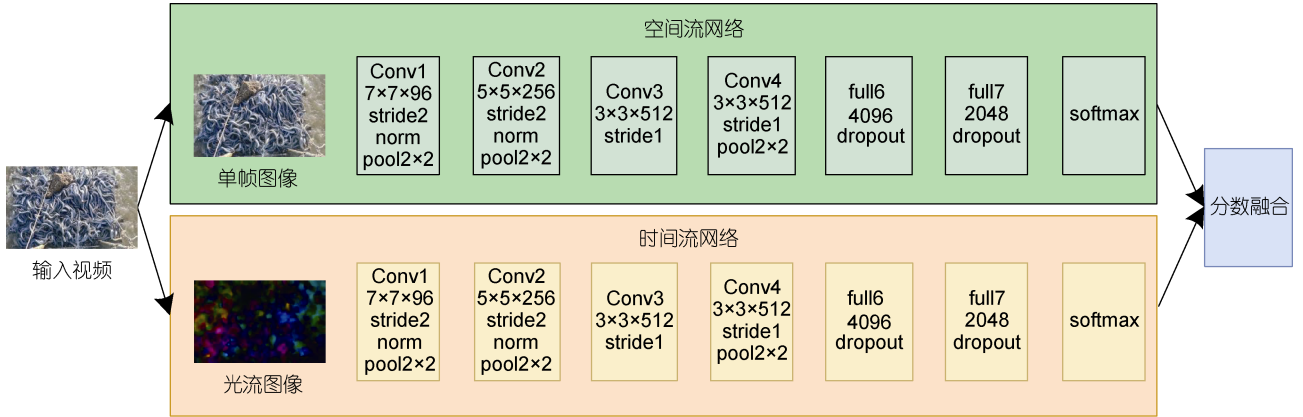 空间流网络
单帧图像
Conv1
7×7×96
stride2
norm
pool2×2
Conv2
5×5×256
stride2
norm
pool2×2
Conv3
3×3×512
stride1
Conv4
3×3×512
stride1
pool2×2
full6
4096
dropout
full7
2048
dropout
softmax
输入视频
时间流网络
光流图像
Conv1
7×7×96
stride2
norm
pool2×2
Conv2
5×5×256
stride2
norm
pool2×2
Conv3
3×3×512
stride1
Conv4
3×3×512
stride1
pool2×2
full6
4096
dropout
full7
2048
dropout
softmax
分数融合